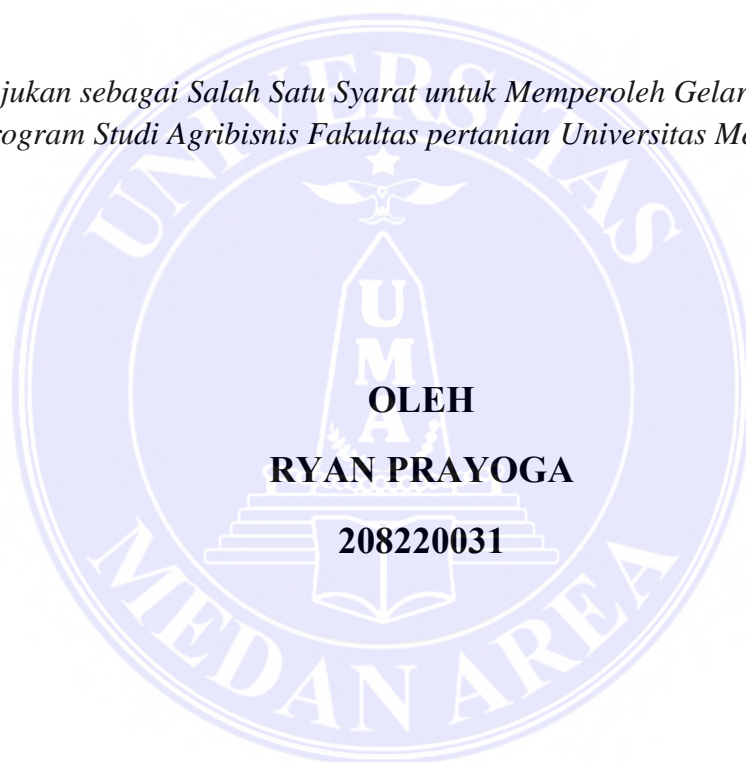 jukan sebagai Salah Satu Syarat untuk Memperoleh Gelar
rogram Studi Agribisnis Fakultas pertanian Universitas Me
UNIVERSITAS
UMA
OLEH
RYAN PRAYOGA
208220031
MEDAN AREA